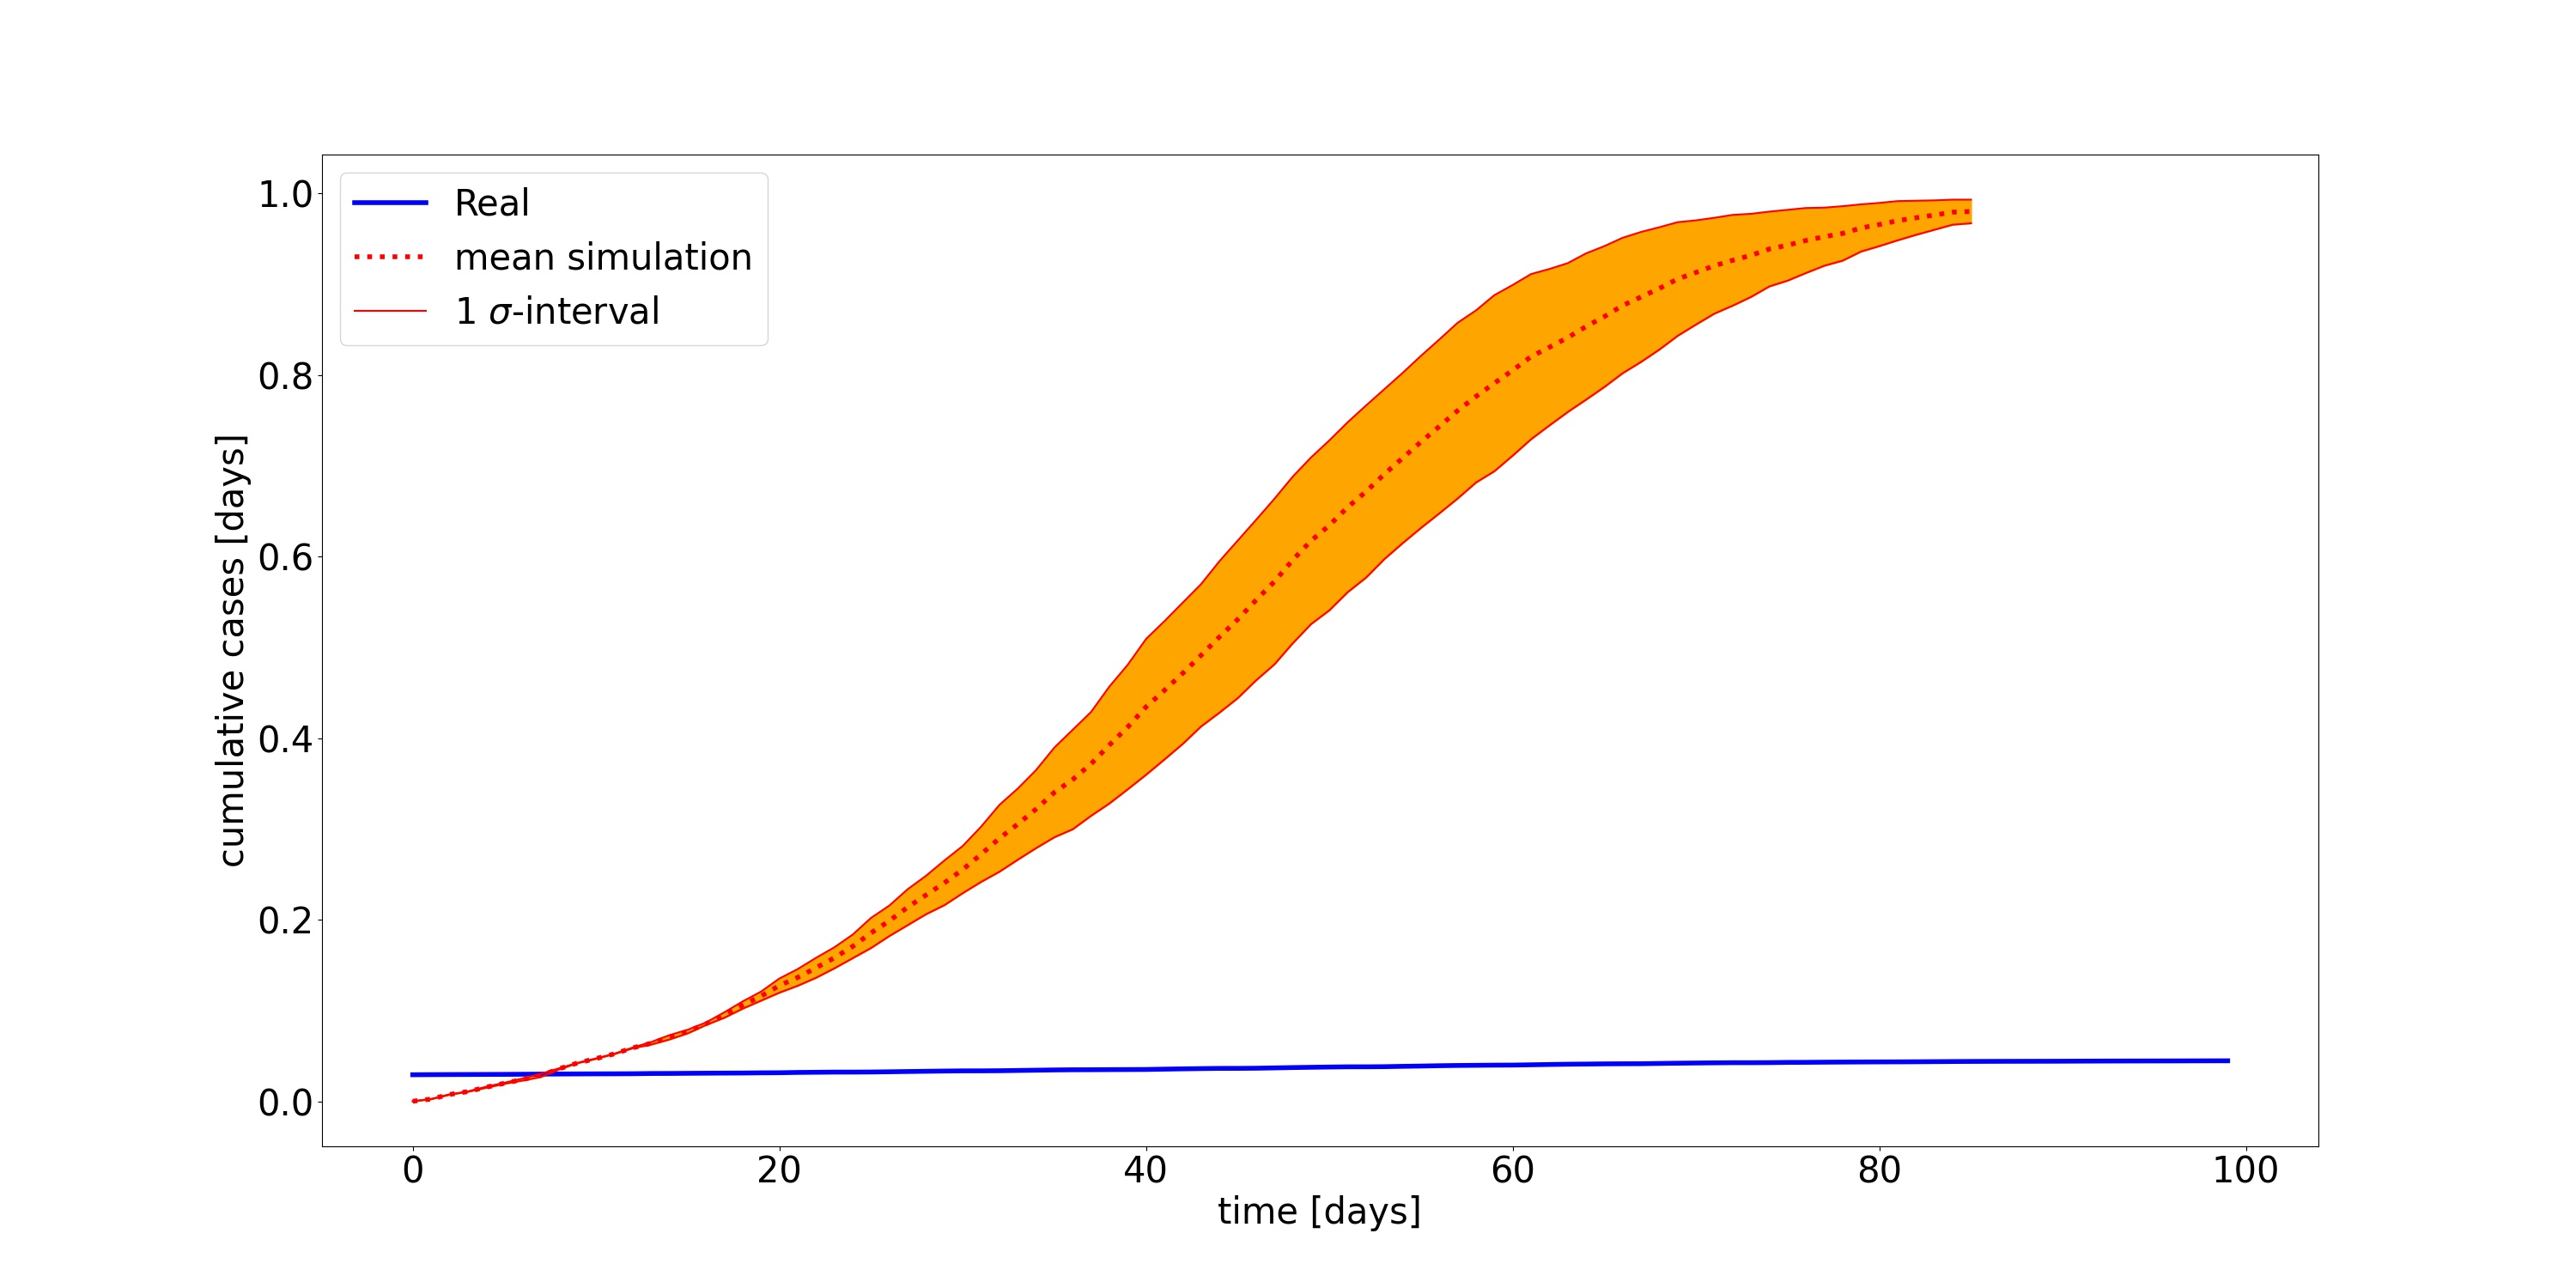 Real
mean simulation
1 σ-interval
1.0
0.8
0.6
0.4
0.2
0.0
cumulative cases [days]
0 20 40 60 80 100
time [days]